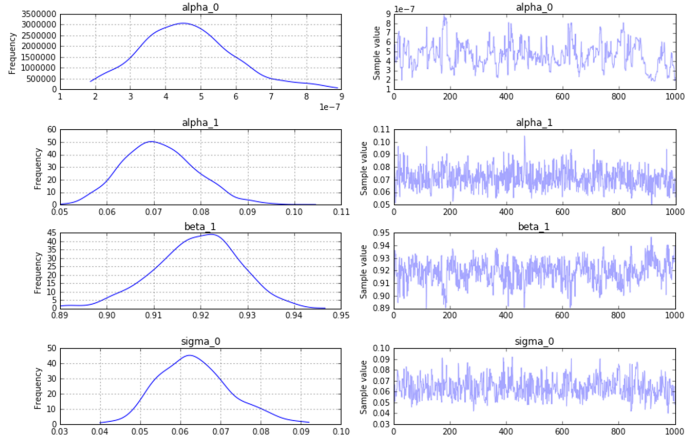 alpha_0
Frequency
3500000
3000000
2500000
2000000
1500000
1000000
500000
0
1 2 3 4 5 6 7 8 9
1e−7
alpha_0
Sample value
1e−7
9
8
7
6
5
4
3
2
1
0 200 400 600 800 1000
alpha_1
Frequency
60
50
40
30
20
10
0
0.05 0.06 0.07 0.08 0.09 0.10 0.11
alpha_1
Sample value
0.11
0.10
0.09
0.08
0.07
0.06
0.05
0 200 400 600 800 1000
beta_1
Frequency
45
40
35
30
25
20
15
10
5
0
0.89 0.90 0.91 0.92 0.93 0.94 0.95
beta_1
Sample value
0.95
0.94
0.93
0.92
0.91
0.90
0.89
0 200 400 600 800 1000
sigma_0
Frequency
50
40
30
20
10
0
0.03 0.04 0.05 0.06 0.07 0.08 0.09 0.10
sigma_0
Sample value
0.10
0.09
0.08
0.07
0.06
0.05
0.04
0.03
0 200 400 600 800 1000